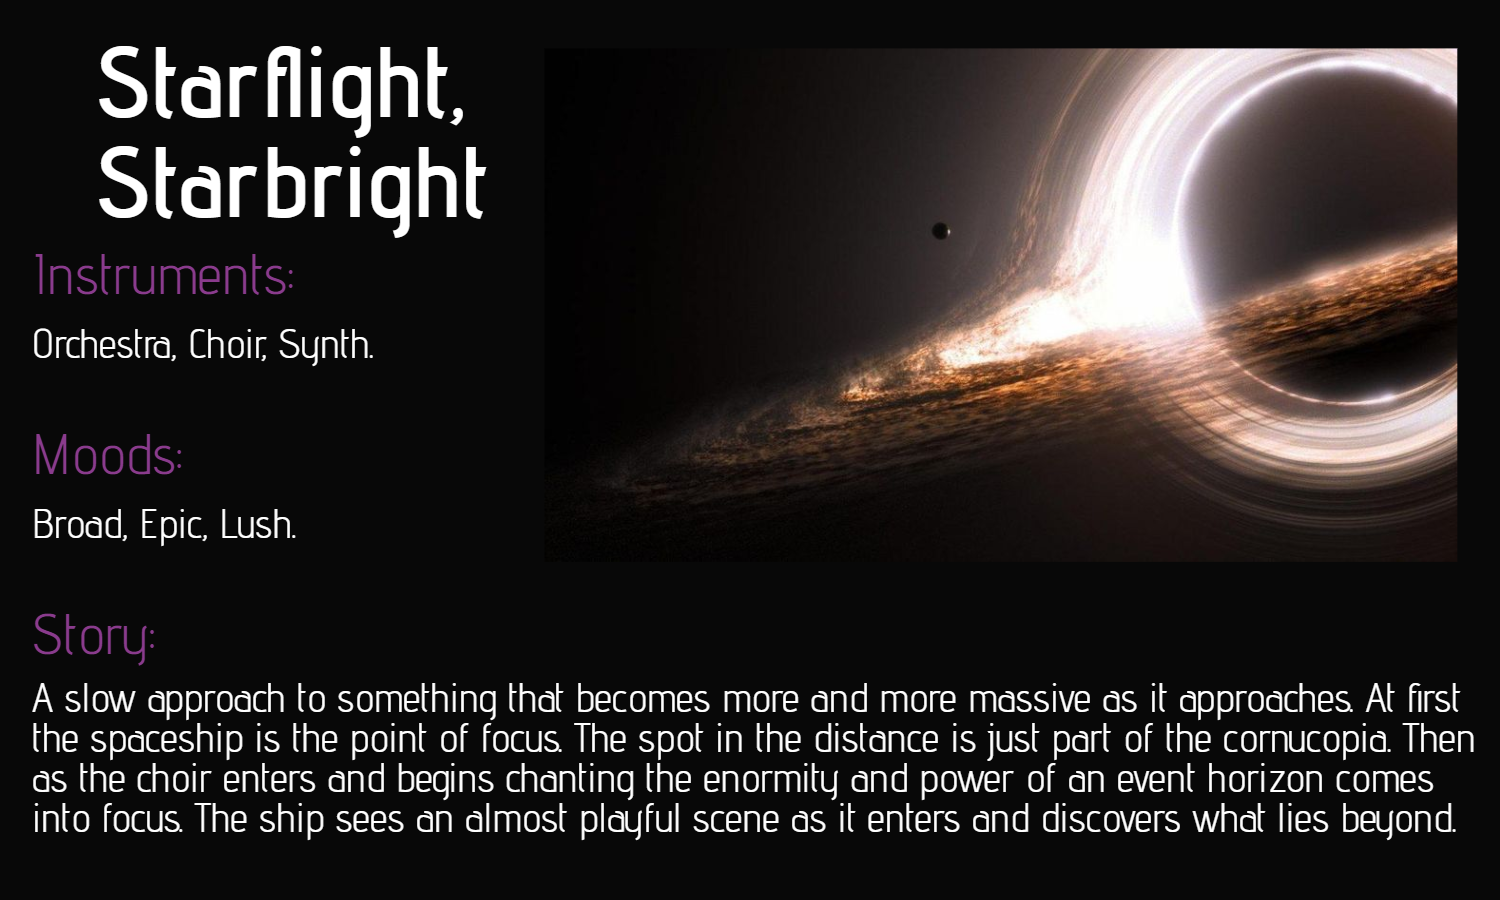 Starflight,
Starbright
Instruments:
Orchestra, Choir, Synth.
Moods:
Broad, Epic, Lush.
Story:
A slow approach to something that becomes more and more massive as it approaches. At first
the spaceship is the point of focus. The spot in the distance is just part of the cornucopia. Then
as the choir enters and begins chanting the enormity and power of an event horizon comes
into focus. The ship sees an almost playful scene as it enters and discovers what lies beyond.